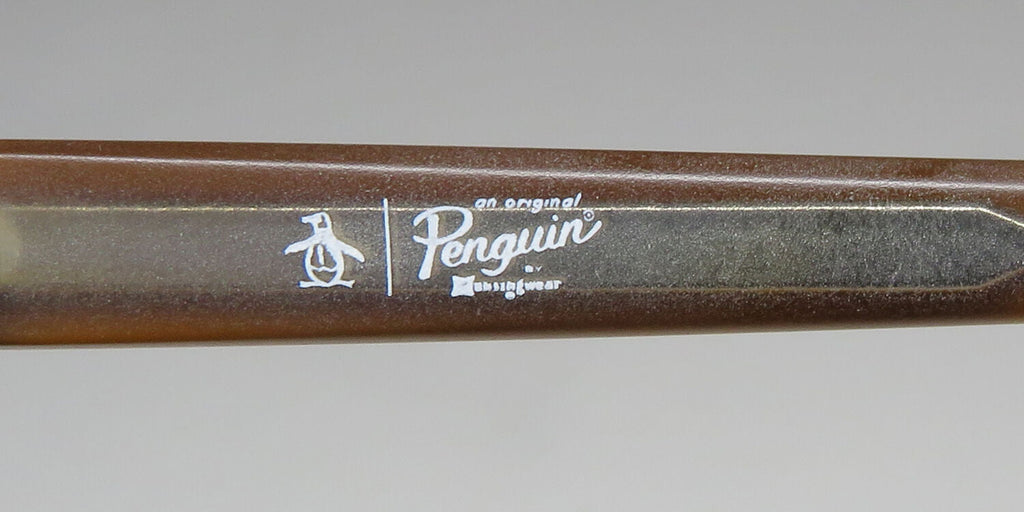 an original
Penguin®
BY
Munsingwear
®